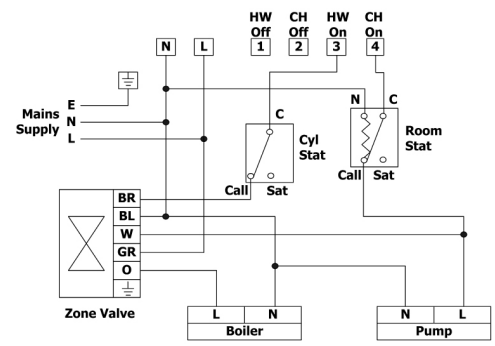 HW Off
CH Off
HW On
CH On
N
L
1
2
3
4
Mains Supply
E
N
L
C
Cyl Stat
Call
Sat
N
C
Room Stat
Call
Sat
BR
BL
W
GR
O
Zone Valve
L
N
Boiler
N
L
Pump